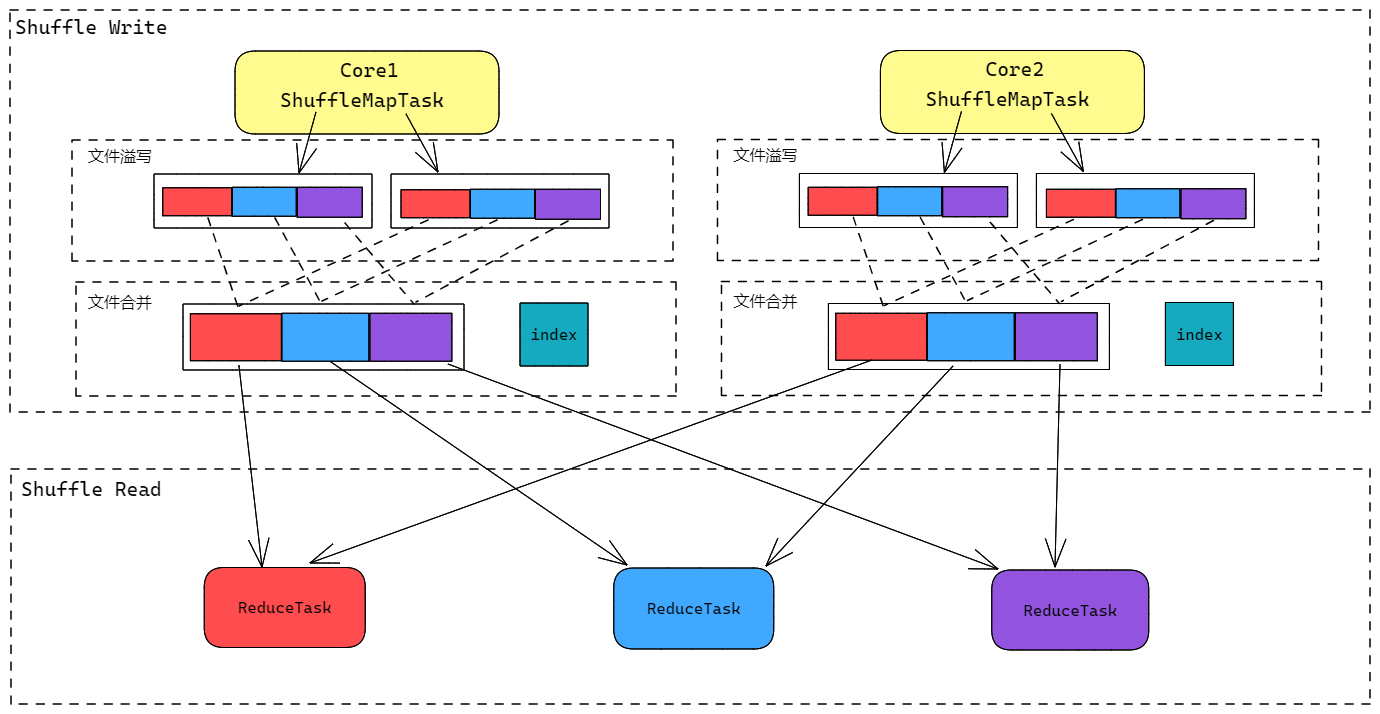 Shuffle Write
Core1
ShuffleMapTask
Core2
ShuffleMapTask
文件溢写
文件溢写
文件合并
index
文件合并
index
Shuffle Read
ReduceTask
ReduceTask
ReduceTask